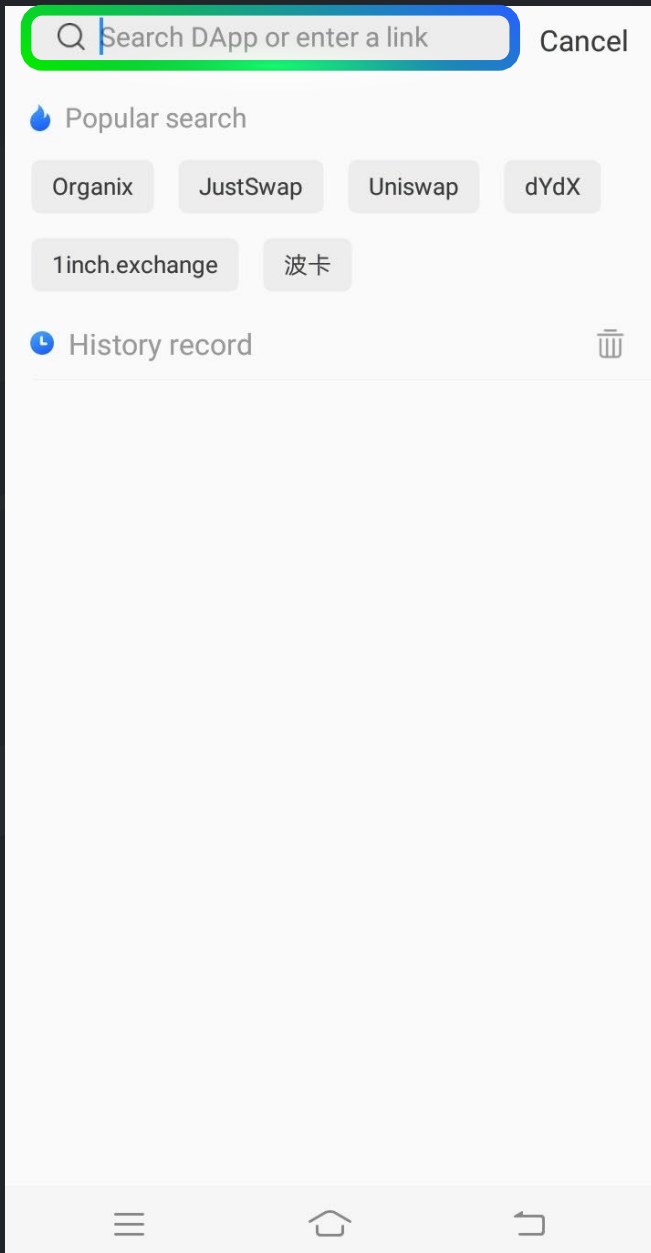 Search DApp or enter a link Cancel
Popular search
Organix JustSwap Uniswap dYdX
1inch.exchange 波卡
History record